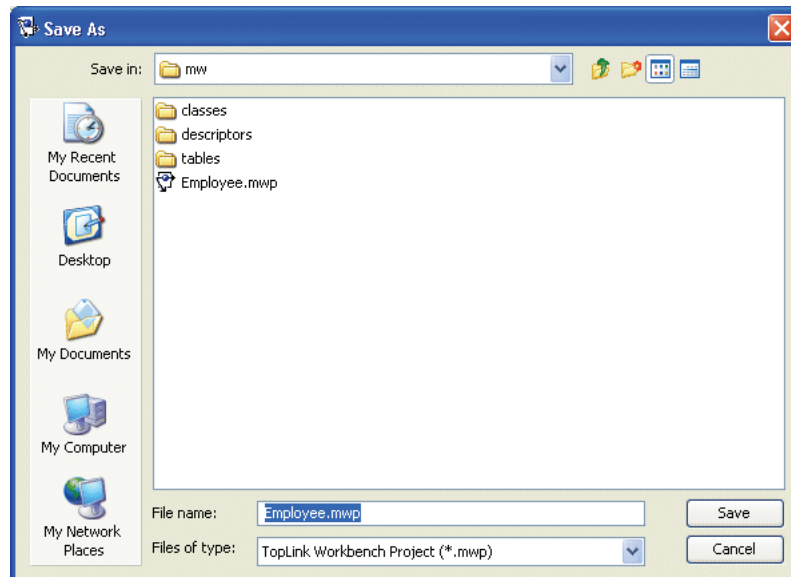 Save As
Save in:
mw
My Recent
Documents
Desktop
My Documents
My Computer
My Network
Places
classes
descriptors
tables
Employee.mwp
File name:
Employee.mwp
Save
Files of type:
TopLink Workbench Project (*.mwp)
Cancel